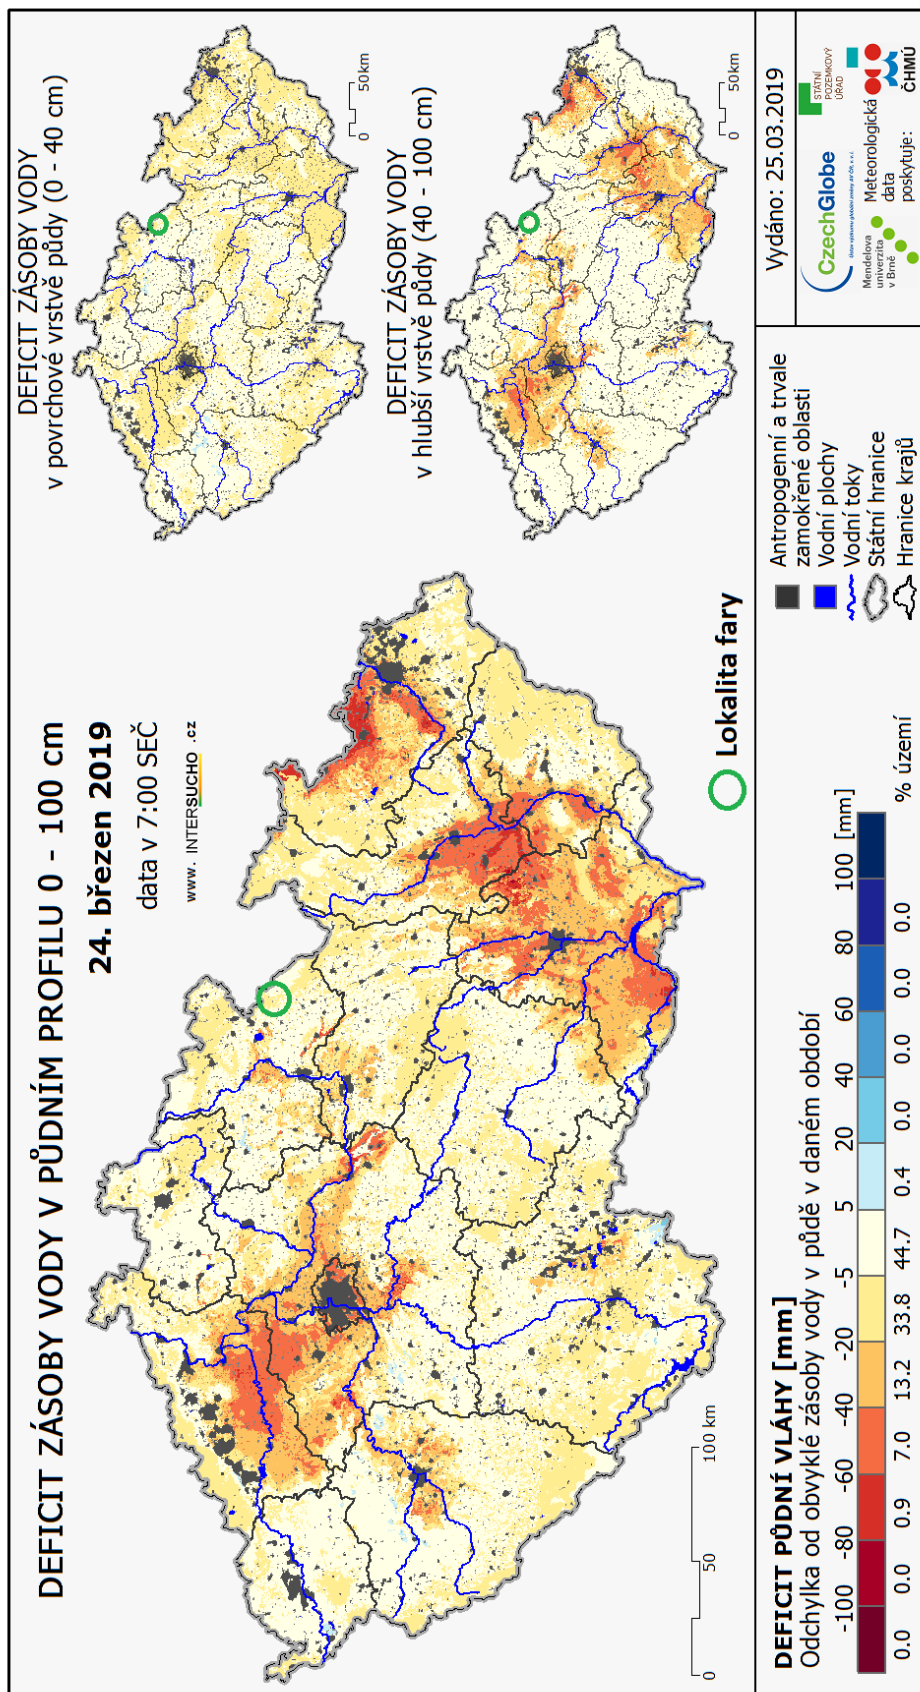 DEFICIT ZÁSOBY VODY V PŮDNÍM PROFILU 0 - 100 cm
24. březen 2019
data v 7:00 SEČ
www. INTERSUCHO .cz
DEFICIT ZÁSOBY VODY
v povrchové vrstvě půdy (0 - 40 cm)
0 50km
DEFICIT ZÁSOBY VODY
v hlubší vrstvě půdy (40 - 100 cm)
0 50km
0 50 100 km
Lokalita fary
DEFICIT PŮDNÍ VLÁHY [mm]
Odchylka od obvyklé zásoby vody v půdě v daném období
-100 -80 -60 -40 -20 -5 5 20 40 60 80 100 [mm]
0.0 0.0 0.9 7.0 13.2 33.8 44.7 0.4 0.0 0.0 0.0 0.0 % území
Antropogenní a trvale
zamokřené oblasti
Vodní plochy
Vodní toky
Státní hranice
Hranice krajů
Vydáno: 25.03.2019
CzechGlobe
Ústav výzkumu globální změny AV ČR, v. v. i.
STÁTNÍ
POZEMKOVÝ
ÚŘAD
Mendelova
univerzita
v Brně
Meteorologická
data
poskytuje:
ČHMÚ